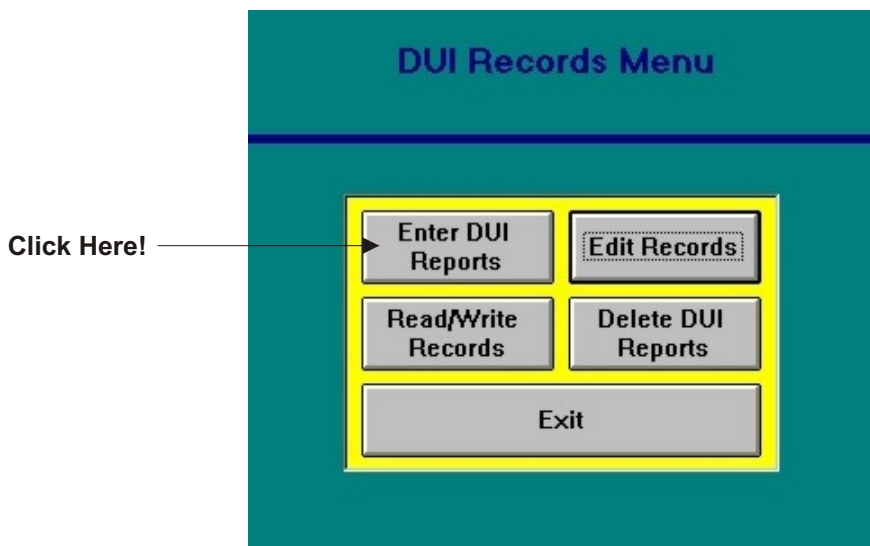 DUI Records Menu
Click Here!
Enter DUI
Reports
Edit Records
Read/Write
Records
Delete DUI
Reports
Exit